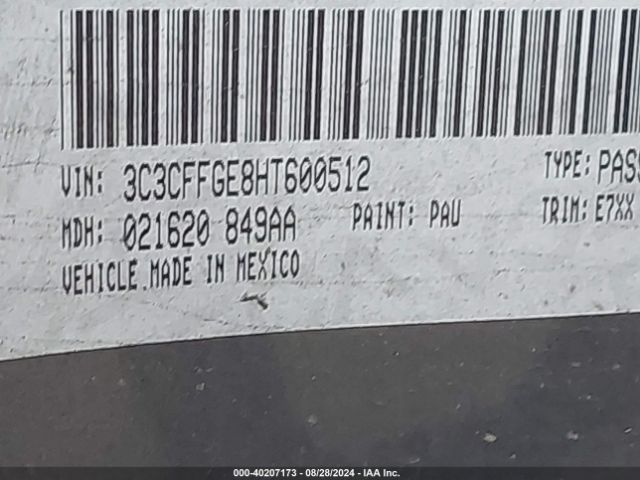 VIN: 3C3CFFGE8HT600512 TYPE: PASS
MDH: 021620 849AA PAINT: PAU TRIM: E7XX
VEHICLE MADE IN MEXICO
000-40207173 - 08/28/2024 - IAA Inc.